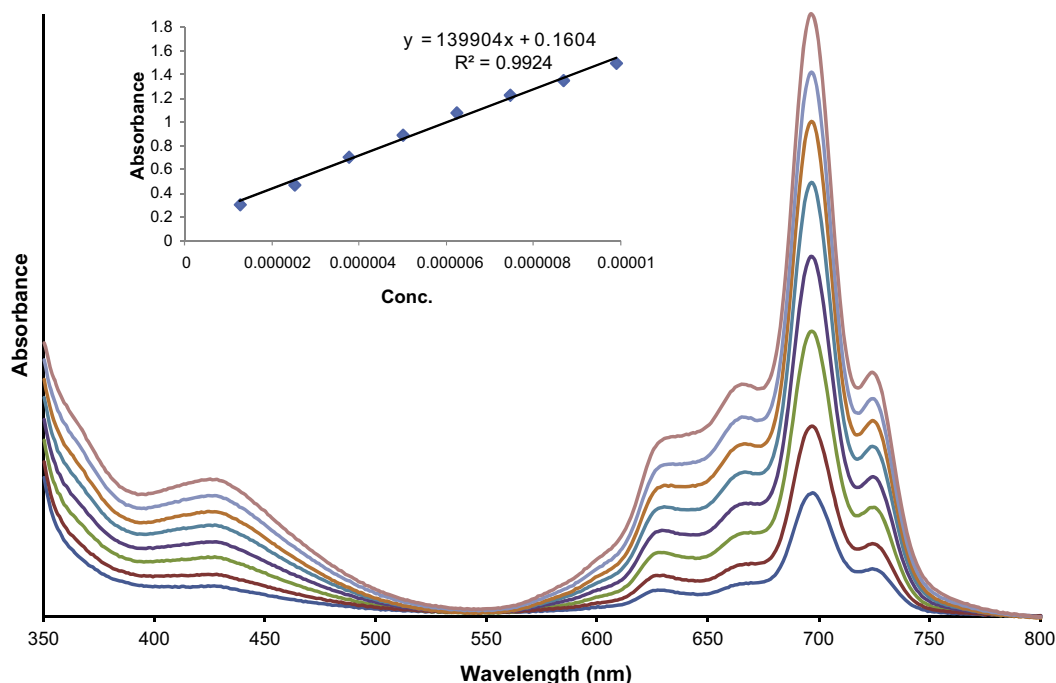 1.8
1.6
1.4
1.2
1
0.8
0.6
0.4
0.2
0
Absorbance
y = 139904x + 0.1604
R² = 0.9924
0 0.000002 0.000004 0.000006 0.000008 0.00001
Conc.
Absorbance
350 400 450 500 550 600 650 700 750 800
Wavelength (nm)